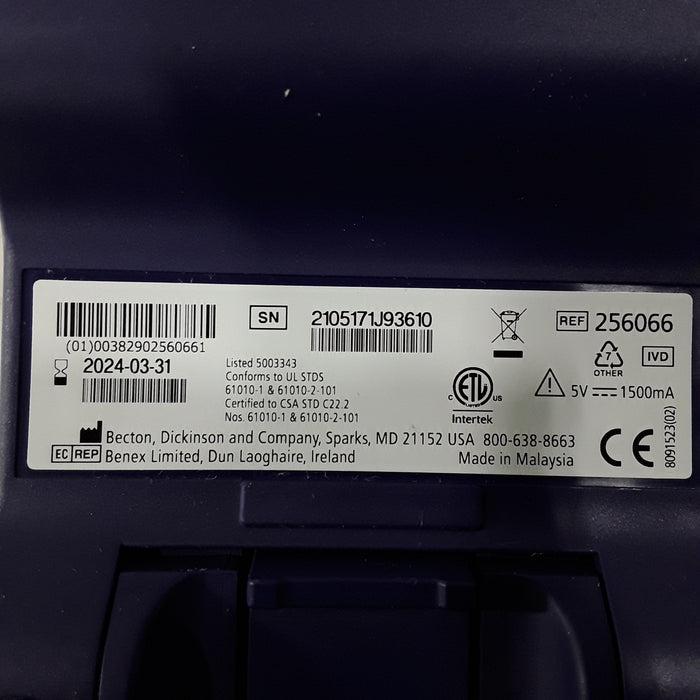 (01)00382902560661
SN 2105171J93610
REF 256066
2024-03-31
Listed 5003343
Conforms to UL STDS
61010-1 & 61010-2-101
Certified to CSA STD C22.2
Nos. 61010-1 & 61010-2-101
ETL
C LISTED US
Intertek
7
OTHER
IVD
5V 1500mA
Becton, Dickinson and Company, Sparks, MD 21152 USA 800-638-8663
EC REP Benex Limited, Dun Laoghaire, Ireland
Made in Malaysia
CE
8091523(02)